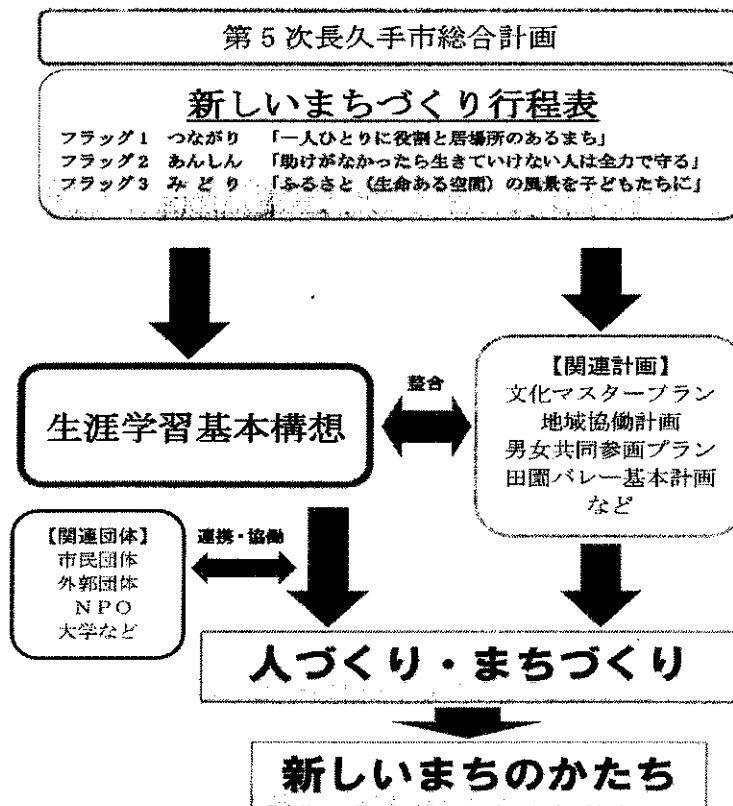 第5次長久手市総合計画
新しいまちづくり行程表
フラッグ1 つながり 「一人ひとりに役割と居場所のあるまち」
フラッグ2 あんしん 「助けがなかったら生きていけない人は全力で守る」
フラッグ3 みどり 「ふるさと（生命ある空間）の風景を子どもたちに」
生涯学習基本構想
整合
【関連計画】
文化マスタープラン
地域協働計画
男女共同参画プラン
田園バレー基本計画
など
【関連団体】
市民団体
外郭団体
NPO
大学など
連携・協働
人づくり・まちづくり
新しいまちのかたち